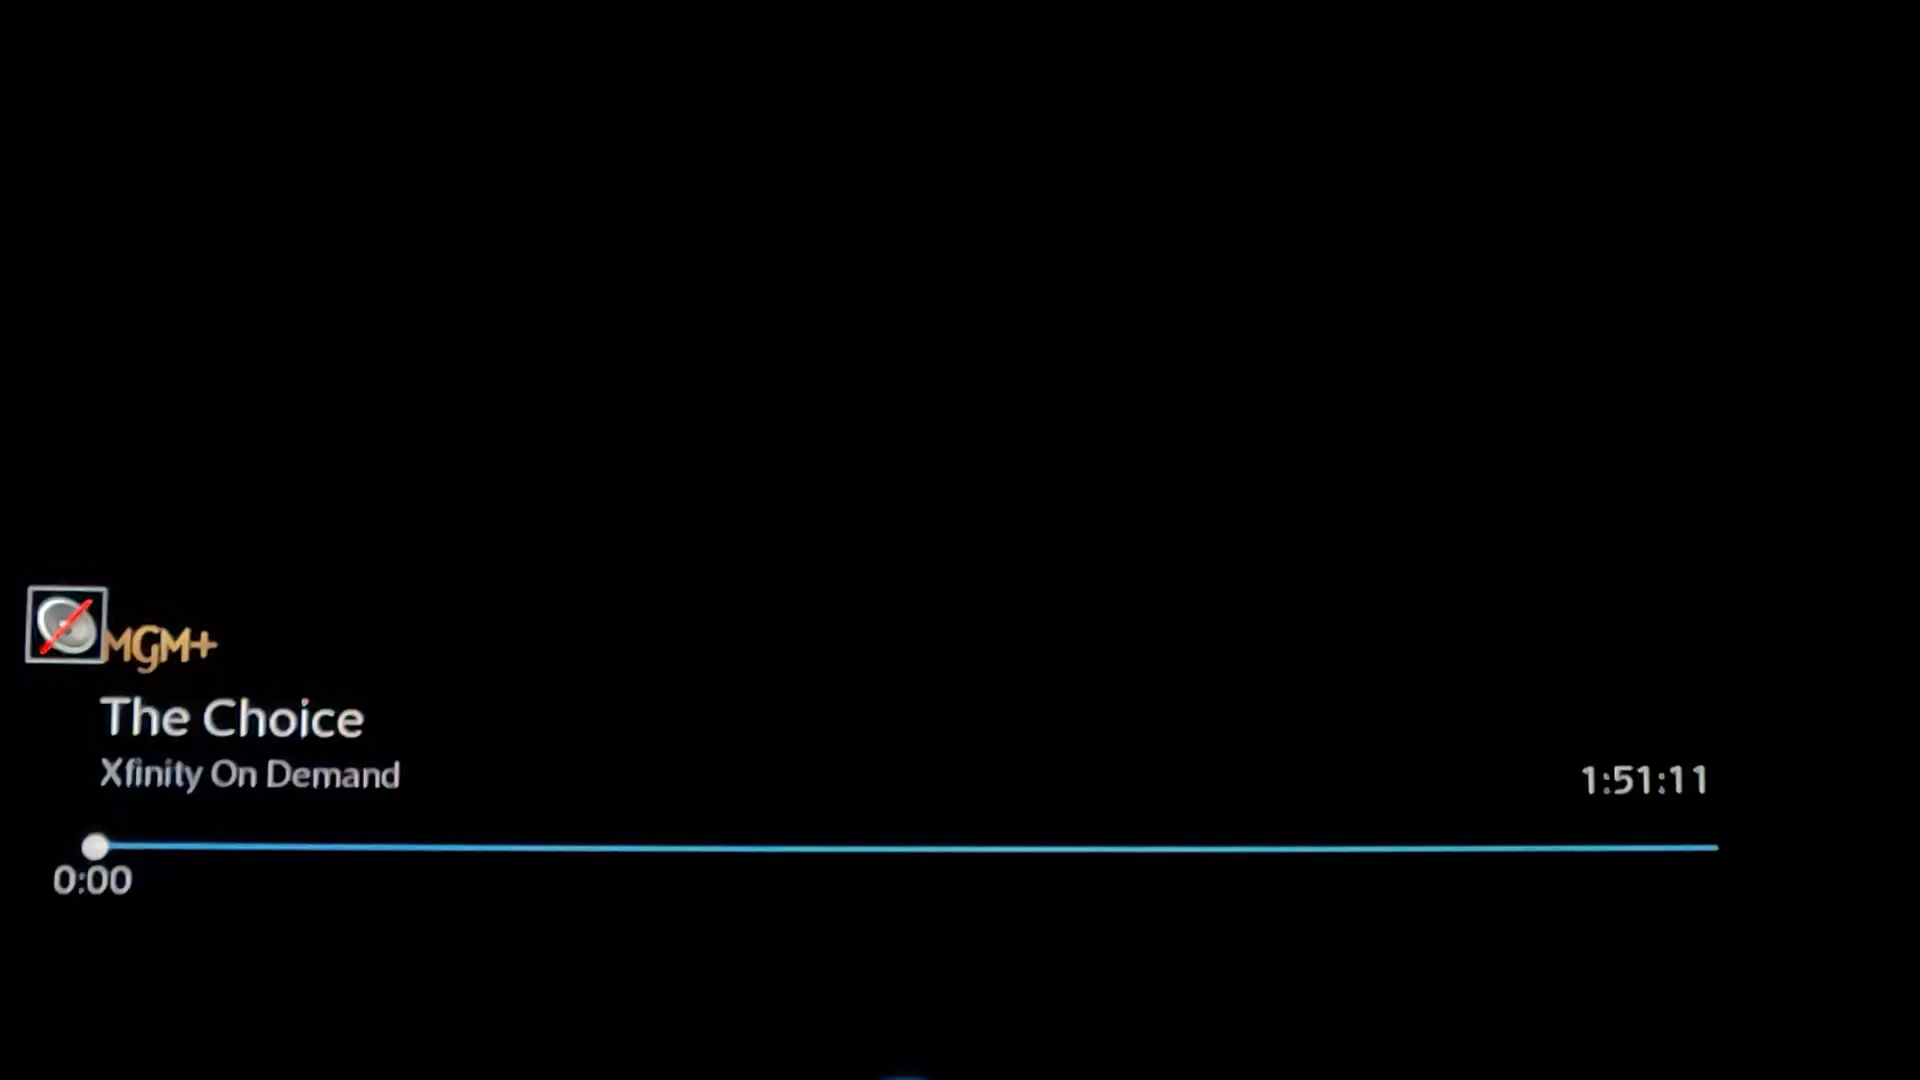 MGM+
The Choice
Xfinity On Demand
1:51:11
0:00